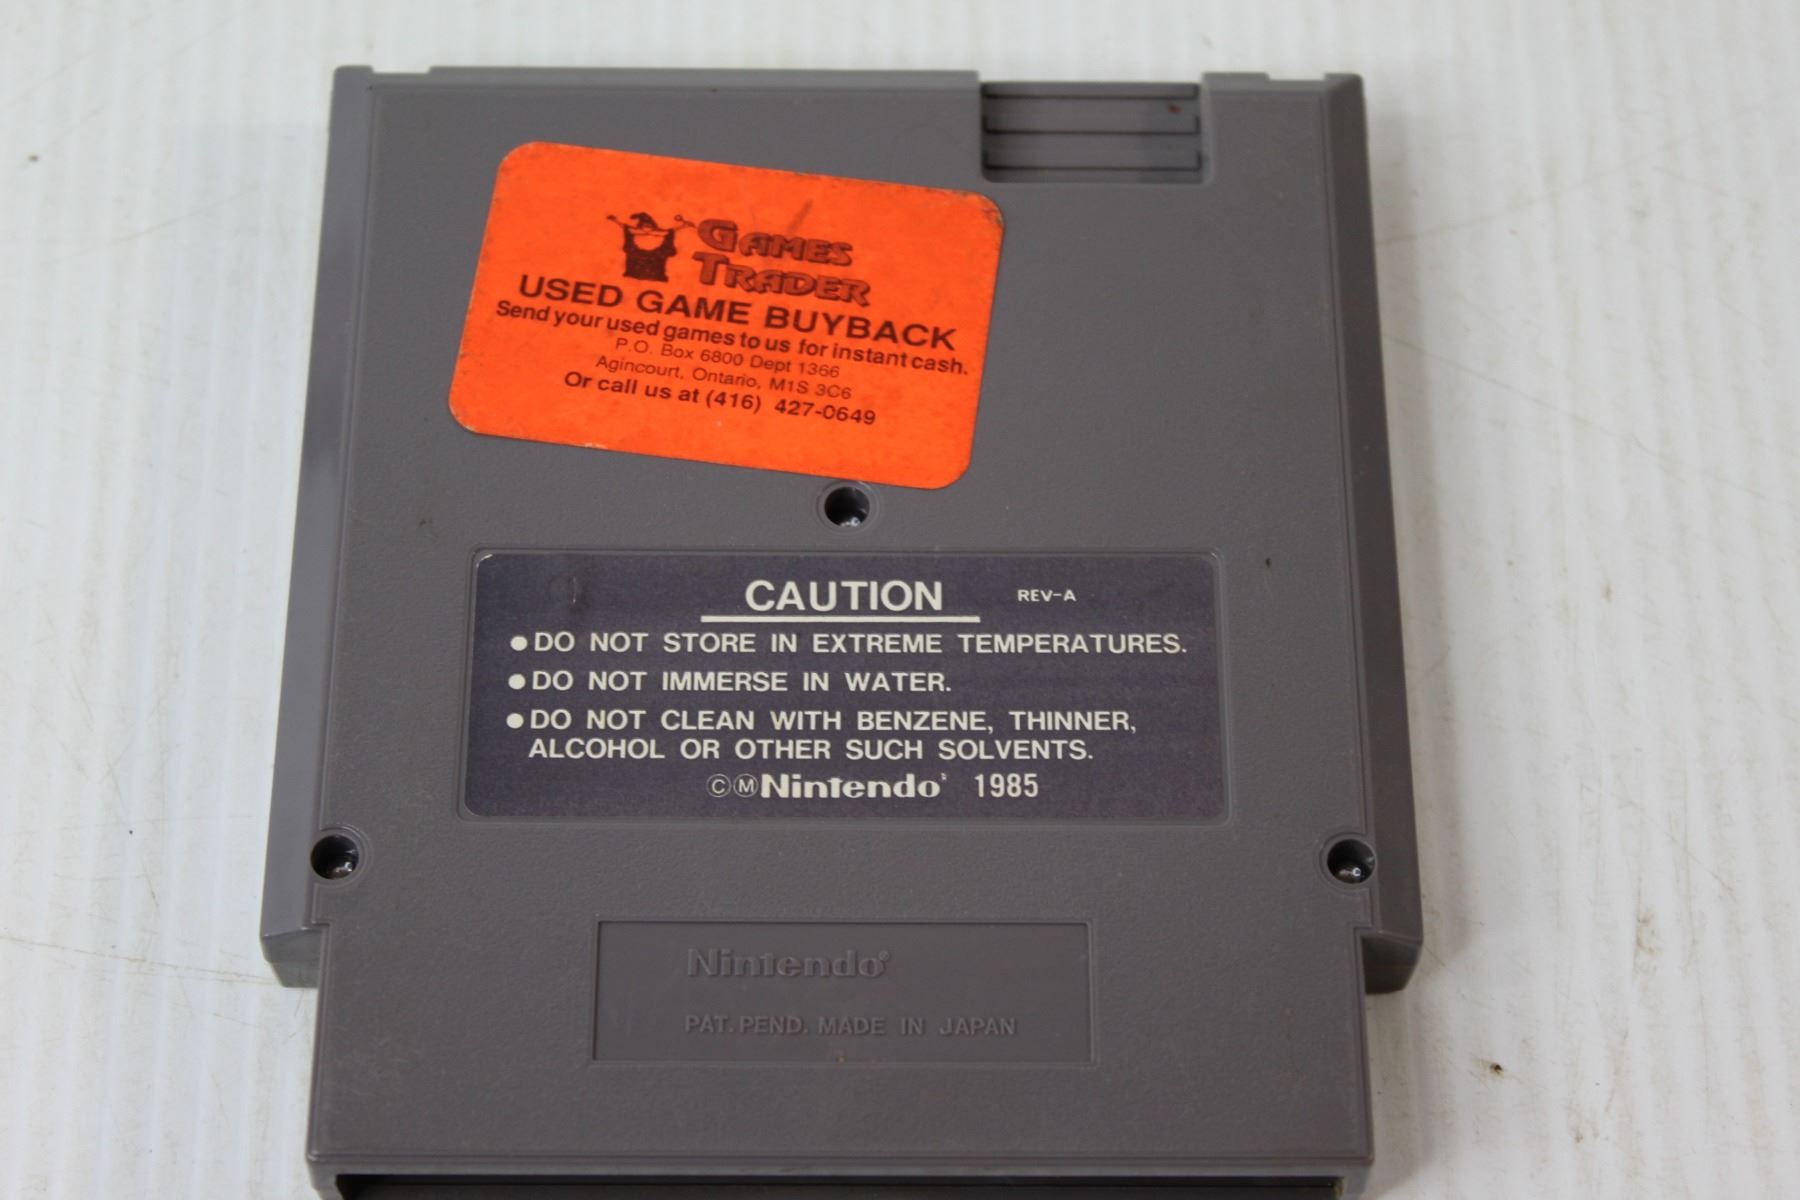 GAMES
TRADER
USED GAME BUYBACK
Send your used games to us for instant cash.
P.O. Box 6800 Dept 1366
Agincourt, Ontario, M1S 3C6
Or call us at (416) 427-0649
CAUTION REV-A
●DO NOT STORE IN EXTREME TEMPERATURES.
●DO NOT IMMERSE IN WATER.
●DO NOT CLEAN WITH BENZENE, THINNER,
ALCOHOL OR OTHER SUCH SOLVENTS.
ⒸⓂNintendo® 1985
Nintendo®
PAT. PEND. MADE IN JAPAN